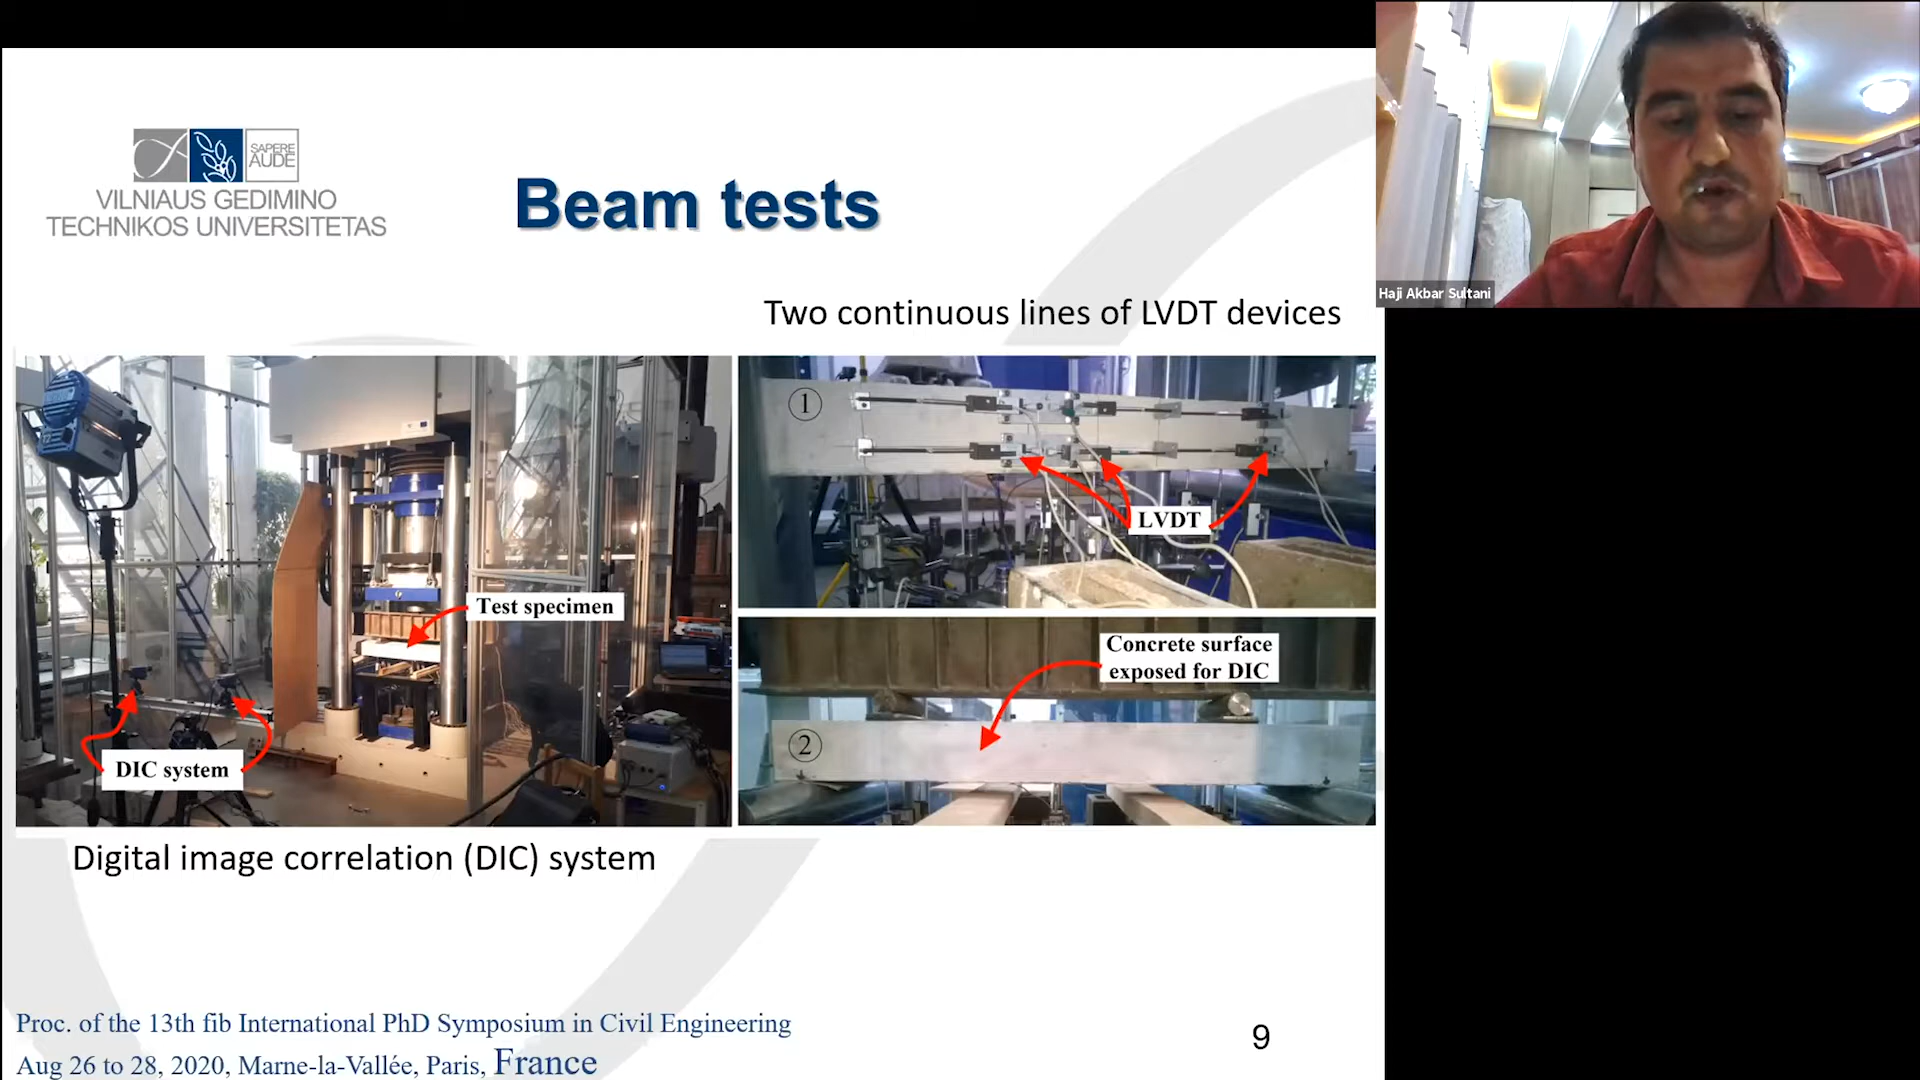 SAPERE
AUDE
VILNIAUS GEDIMINO
TECHNIKOS UNIVERSITETAS
Beam tests
Haji Akbar Sultani
Two continuous lines of LVDT devices
1
LVDT
Test specimen
DIC system
Concrete surface
exposed for DIC
2
Digital image correlation (DIC) system
Proc. of the 13th fib International PhD Symposium in Civil Engineering
Aug 26 to 28, 2020, Marne-la-Vallée, Paris, France
9